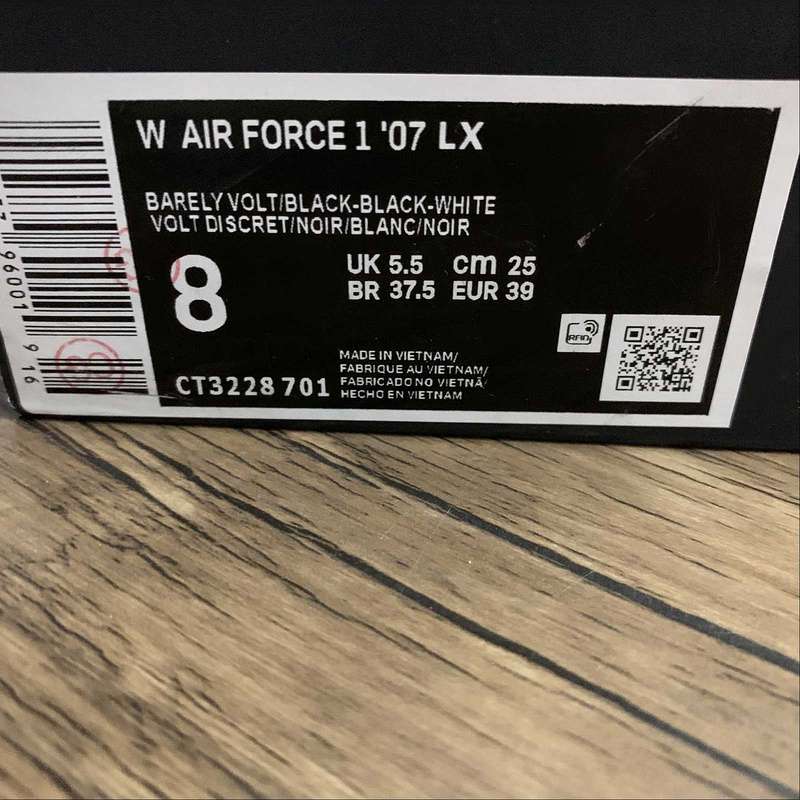 W AIR FORCE 1 '07 LX
BARELY VOLT/BLACK-BLACK-WHITE
VOLT DISCRET/NOIR/BLANC/NOIR
8
UK 5.5 cm 25
BR 37.5 EUR 39
MADE IN VIETNAM/
FABRIQUE AU VIETNAM/
FABRICADO NO VIETNÃ/
HECHO EN VIETNAM
CT3228 701
RFID
96001 916